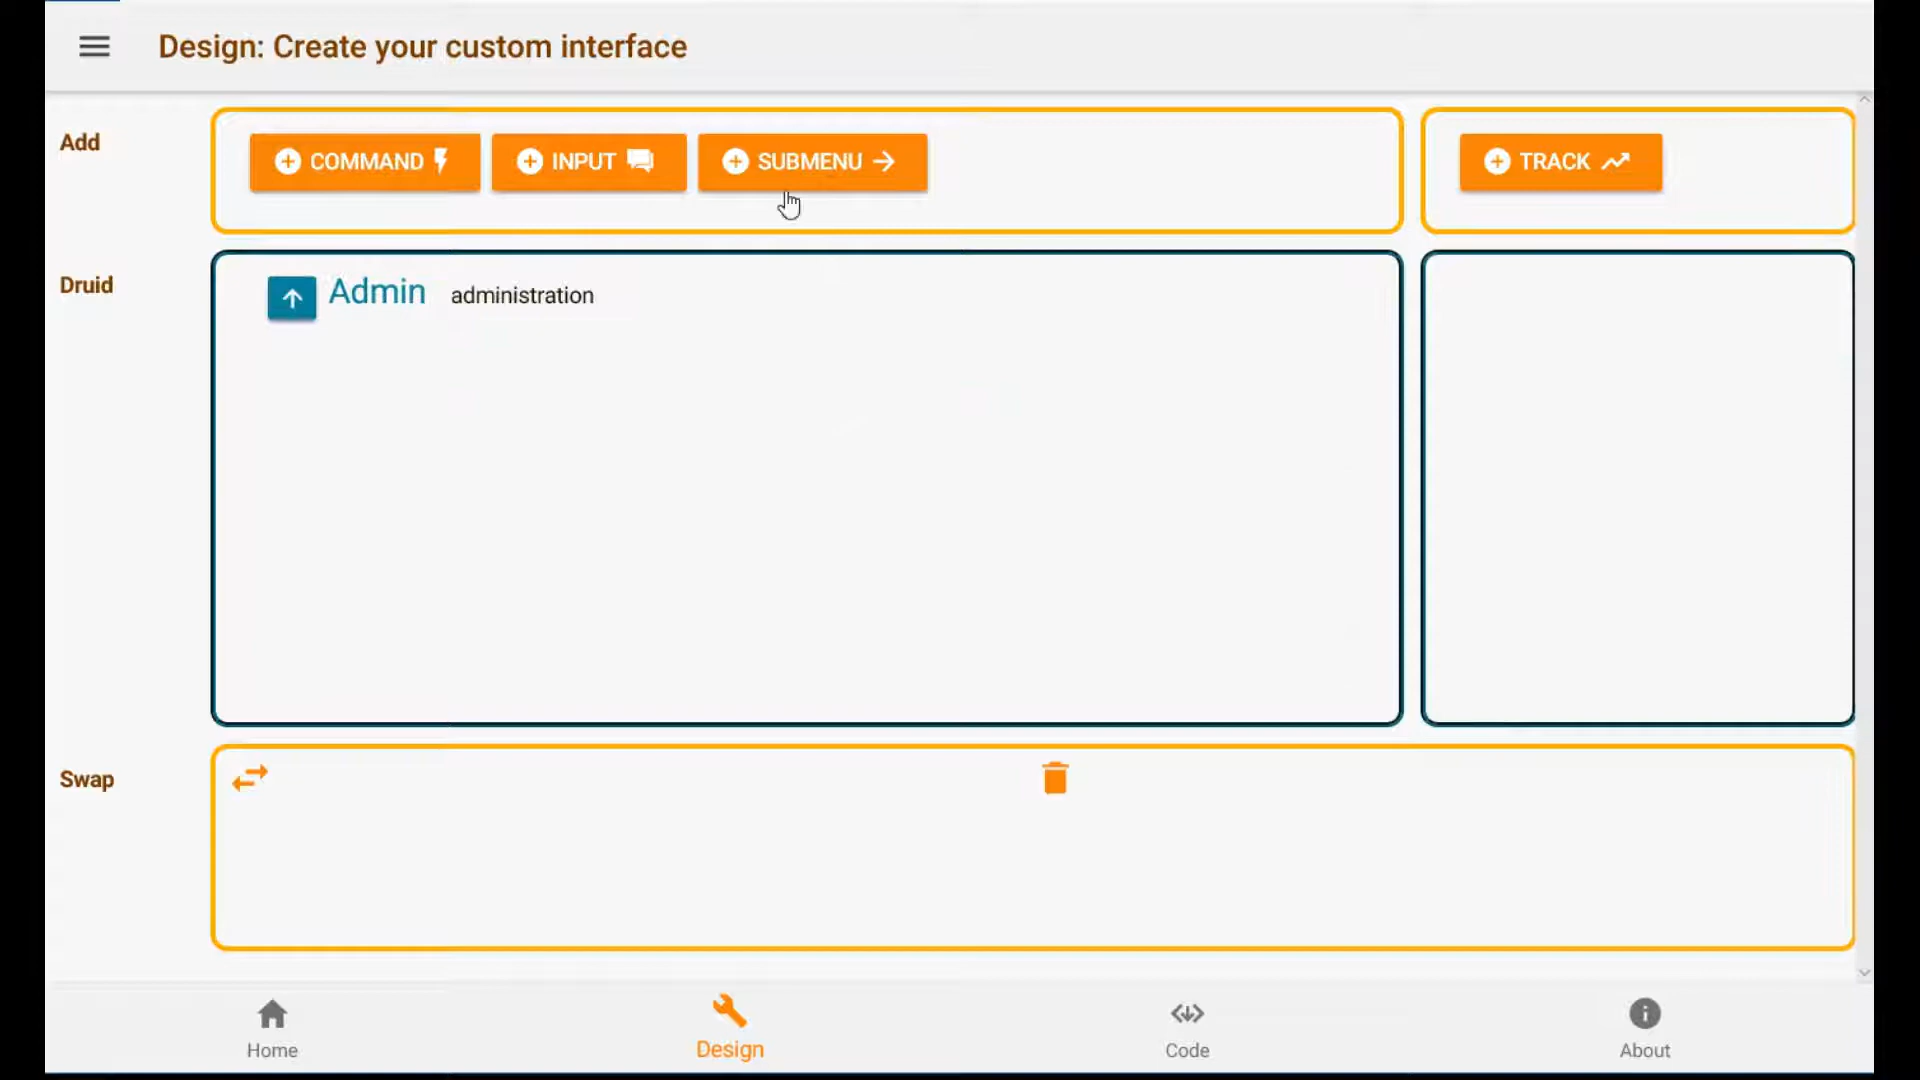 Design: Create your custom interface
Add
COMMAND
INPUT
SUBMENU
TRACK
Druid
Admin administration
Swap
Home
Design
Code
About